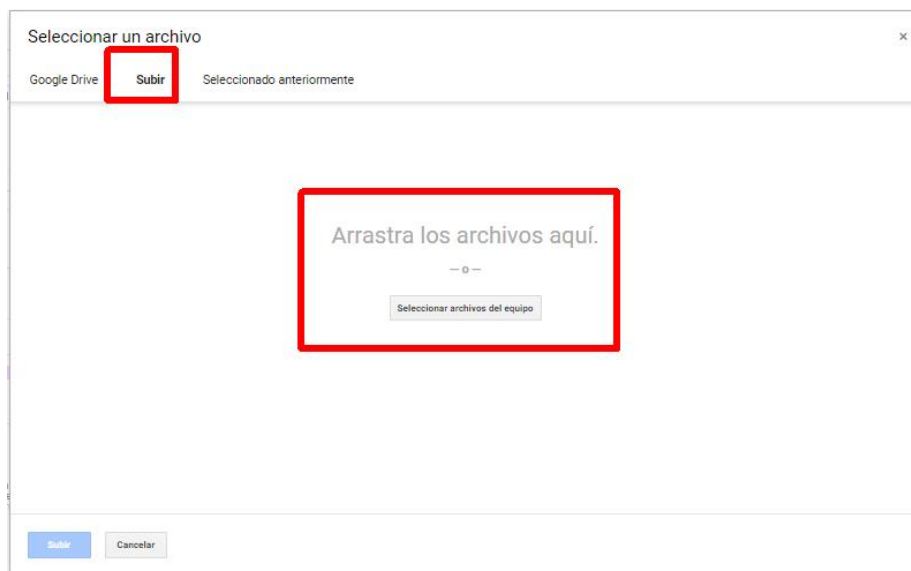 Seleccionar un archivo
Google Drive Subir Seleccionado anteriormente
Arrastra los archivos aquí.
— o —
Seleccionar archivos del equipo
Subir Cancelar